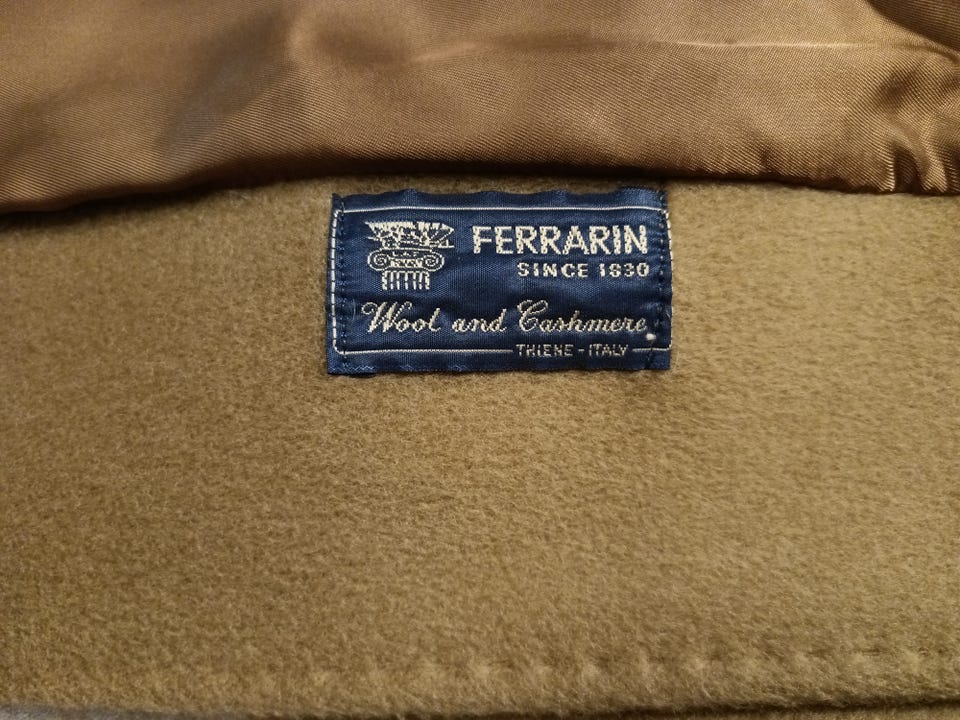 FERRARIN
SINCE 1830
Wool and Cashmere
THIENE - ITALY